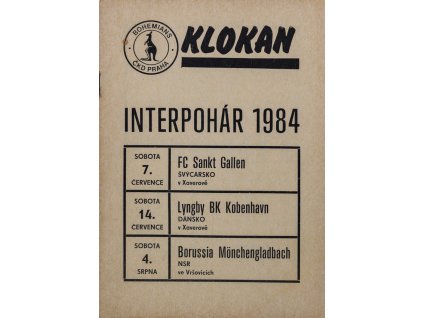 BOHEMIANS
ČKD PRAHA
KLOKAN
INTERPOHÁR 1984
SOBOTA
7.
ČERVENCE
FC Sankt Gallen
ŠVÝCARSKO
v Xaverově
SOBOTA
14.
ČERVENCE
Lyngby BK Kobenhavn
DÁNSKO
v Xaverově
SOBOTA
4.
SRPNA
Borussia Mönchengladbach
NSR
ve Vršovicích